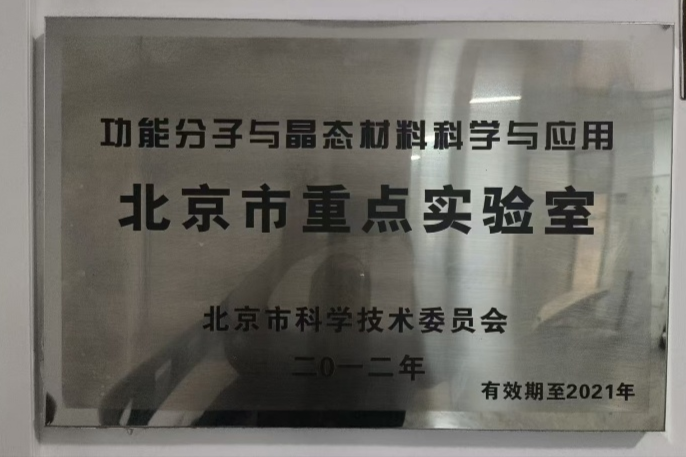 功能分子与晶态材料科学与应用
北京市重点实验室
北京市科学技术委员会
二0一二年
有效期至2021年